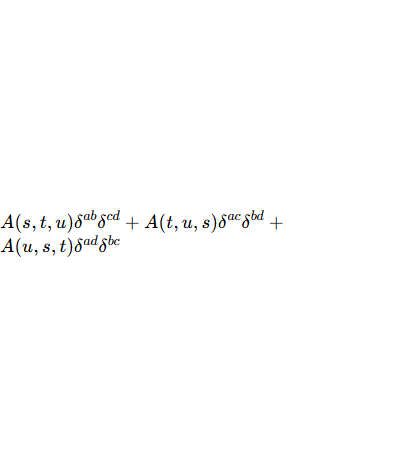 A(s, t, u)δ^{ab}δ^{cd} + A(t, u, s)δ^{ac}δ^{bd} +
A(u, s, t)δ^{ad}δ^{bc}